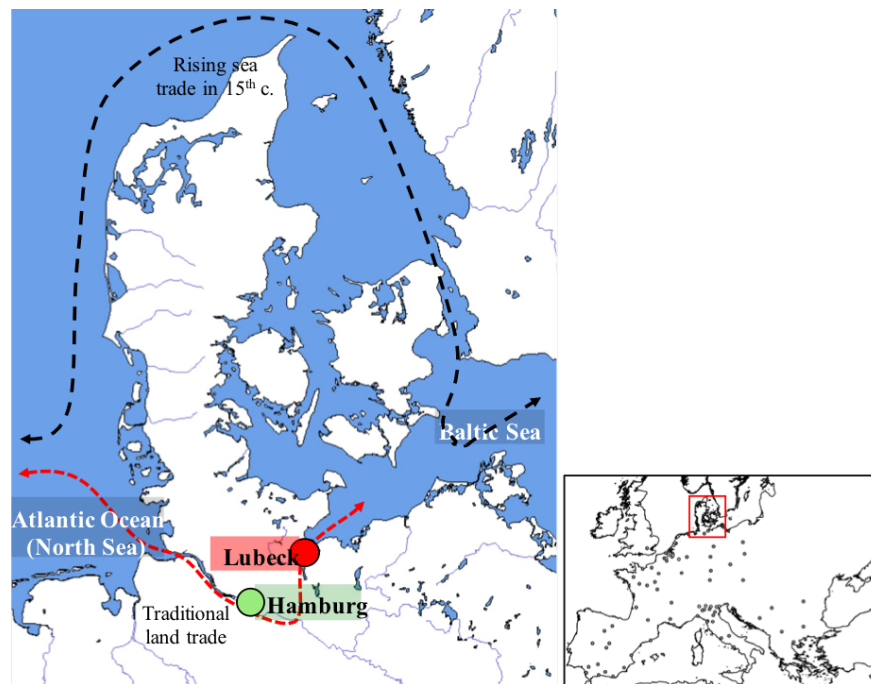 Rising sea
trade in 15th c.
Baltic Sea
Atlantic Ocean
(North Sea)
Lubeck
Hamburg
Traditional
land trade